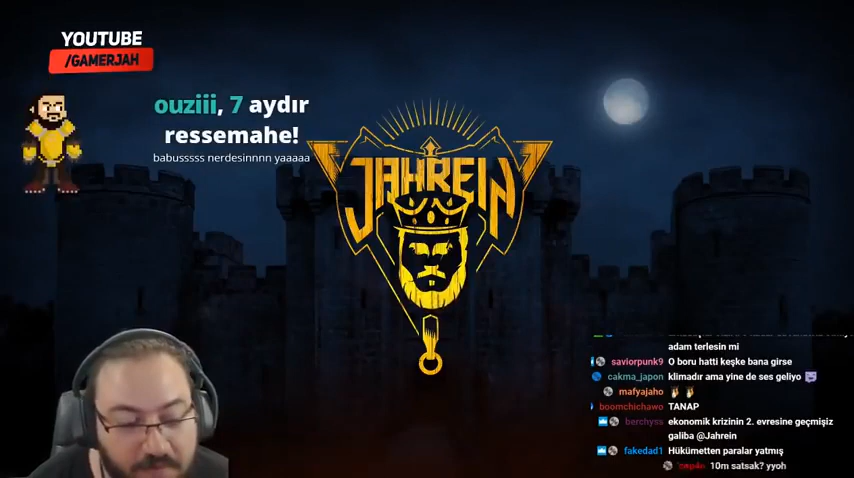 YOUTUBE
/GAMERJAH
ouziii, 7 aydır
ressemahe!
babusssss nerdesinnnn yaaaaa
JAHREIN
adam terlesin mi
saviorpunk9 O boru hatti keşke bana girse
cakma_japon klimadır ama yine de ses geliyo
mafyajaho
boomchichawo TANAP
berchysa ekonomik krizinin 2. evresine geçmişiz
galiba @Jahrein
fakedad1 Hükümetten paralar yatmış
10m satsak? yyoh